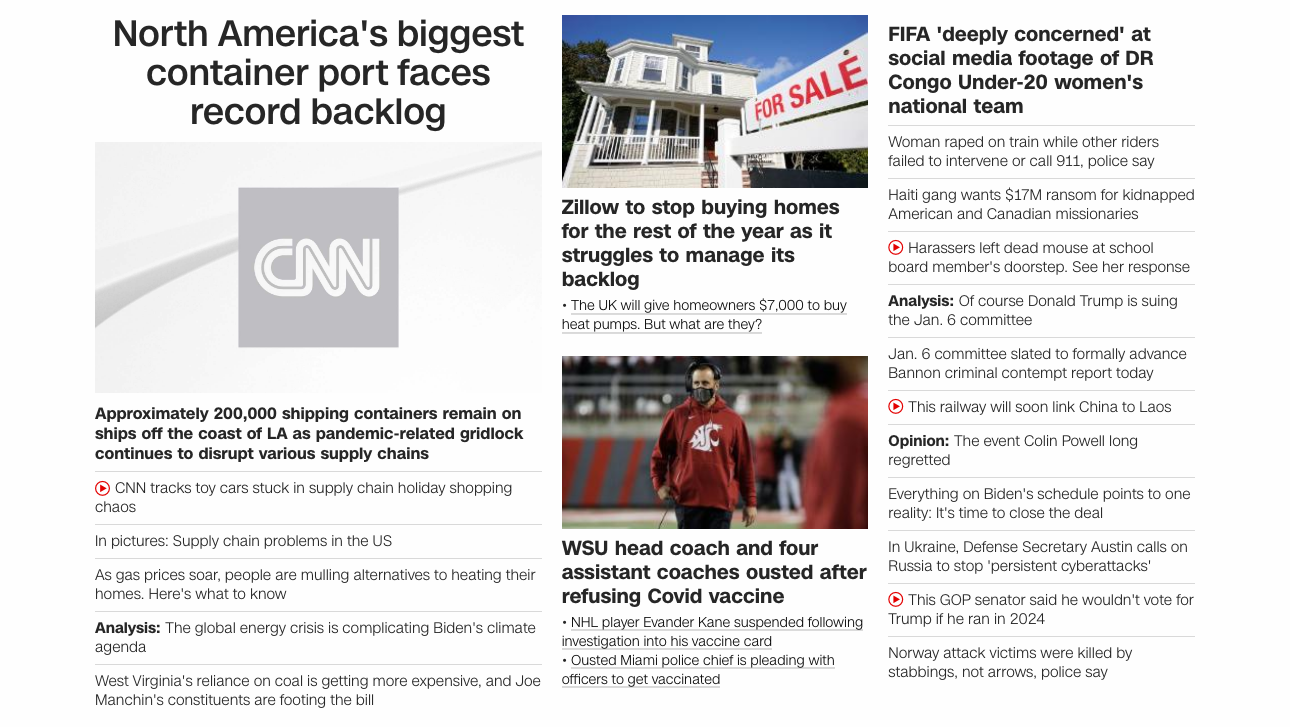 North America's biggest
container port faces
record backlog
CNN
Approximately 200,000 shipping containers remain on
ships off the coast of LA as pandemic-related gridlock
continues to disrupt various supply chains
CNN tracks toy cars stuck in supply chain holiday shopping
chaos
In pictures: Supply chain problems in the US
As gas prices soar, people are mulling alternatives to heating their
homes. Here's what to know
Analysis: The global energy crisis is complicating Biden's climate
agenda
West Virginia's reliance on coal is getting more expensive, and Joe
Manchin's constituents are footing the bill
FOR SALE
Zillow to stop buying homes
for the rest of the year as it
struggles to manage its
backlog
• The UK will give homeowners $7,000 to buy
heat pumps. But what are they?
WSU head coach and four
assistant coaches ousted after
refusing Covid vaccine
• NHL player Evander Kane suspended following
investigation into his vaccine card
• Ousted Miami police chief is pleading with
officers to get vaccinated
FIFA 'deeply concerned' at
social media footage of DR
Congo Under-20 women's
national team
Woman raped on train while other riders
failed to intervene or call 911, police say
Haiti gang wants $17M ransom for kidnapped
American and Canadian missionaries
Harassers left dead mouse at school
board member's doorstep. See her response
Analysis: Of course Donald Trump is suing
the Jan. 6 committee
Jan. 6 committee slated to formally advance
Bannon criminal contempt report today
This railway will soon link China to Laos
Opinion: The event Colin Powell long
regretted
Everything on Biden's schedule points to one
reality: It's time to close the deal
In Ukraine, Defense Secretary Austin calls on
Russia to stop 'persistent cyberattacks'
This GOP senator said he wouldn't vote for
Trump if he ran in 2024
Norway attack victims were killed by
stabbings, not arrows, police say